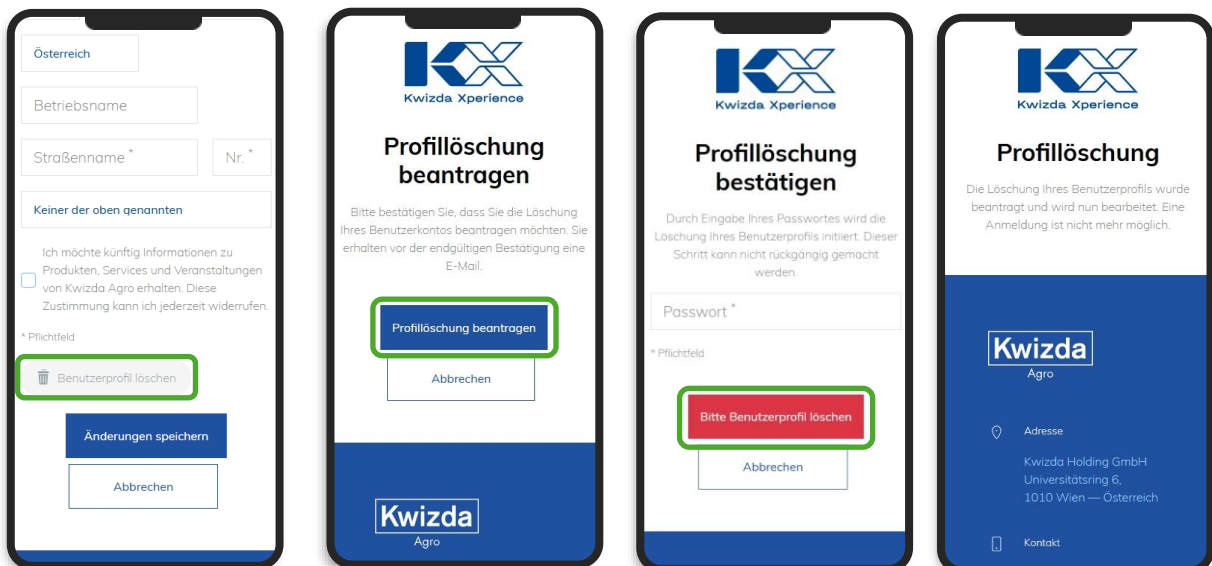 Österreich
Betriebsname
Straßenname *
Nr. *
Keiner der oben genannten
Ich möchte künftig Informationen zu
Produkten, Services und Veranstaltungen
von Kwizda Agro erhalten. Diese
Zustimmung kann ich jederzeit widerrufen.
* Pflichtfeld
Benutzerprofil löschen
Änderungen speichern
Abbrechen
KX
Kwizda Xperience
Profillöschung
beantragen
Bitte bestätigen Sie, dass Sie die Löschung
Ihres Benutzerkontos beantragen möchten. Sie
erhalten vor der endgültigen Bestätigung eine
E-Mail.
Profillöschung beantragen
Abbrechen
Kwizda
Agro
KX
Kwizda Xperience
Profillöschung
bestätigen
Durch Eingabe Ihres Passwortes wird die
Löschung Ihres Benutzerprofils initiiert. Dieser
Schritt kann nicht rückgängig gemacht
werden.
Passwort *
* Pflichtfeld
Bitte Benutzerprofil löschen
Abbrechen
KX
Kwizda Xperience
Profillöschung
Die Löschung Ihres Benutzerprofils wurde
beantragt und wird nun bearbeitet. Eine
Anmeldung ist nicht mehr möglich.
Kwizda
Agro
Adresse
Kwizda Holding GmbH
Universitätsring 6,
1010 Wien — Österreich
Kontakt